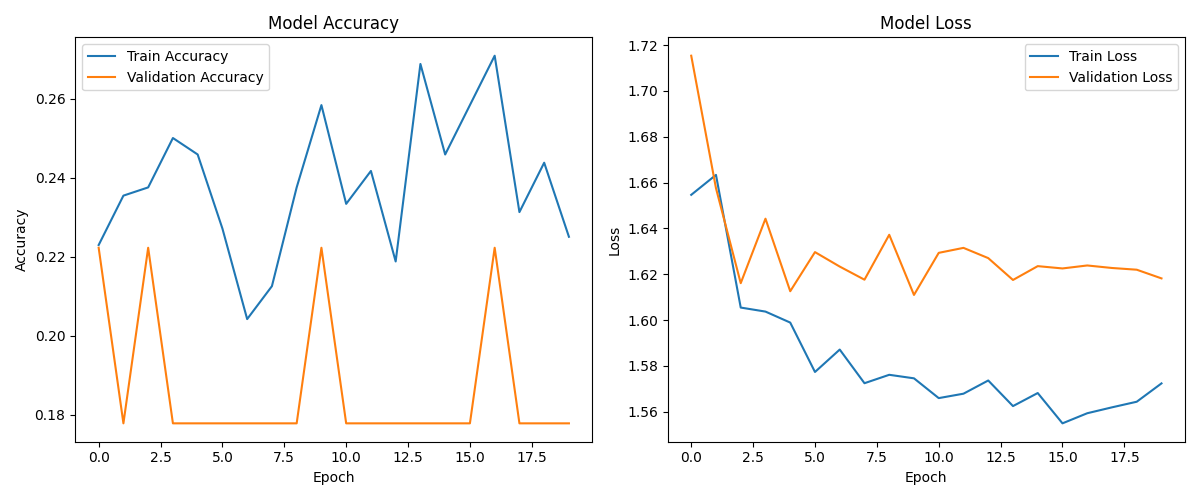 Model Accuracy
Train Accuracy
Validation Accuracy
Accuracy
0.26
0.24
0.22
0.20
0.18
0.0 2.5 5.0 7.5 10.0 12.5 15.0 17.5
Epoch
Model Loss
Train Loss
Validation Loss
Loss
1.72
1.70
1.68
1.66
1.64
1.62
1.60
1.58
1.56
0.0 2.5 5.0 7.5 10.0 12.5 15.0 17.5
Epoch